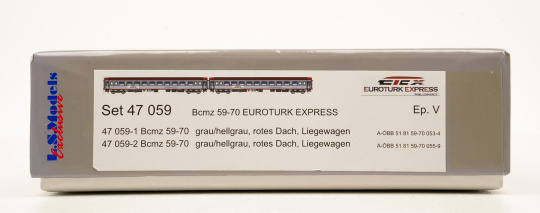 L.S.Models
Exclusive
ETEX
EUROTURK EXPRESS
Set 47 059 Bcmz 59-70 EUROTURK EXPRESS Ep. V
47 059-1 Bcmz 59-70 grau/hellgrau, rotes Dach, Liegewagen A-ÖBB 51 81 59-70 053-4
47 059-2 Bcmz 59-70 grau/hellgrau, rotes Dach, Liegewagen A-ÖBB 51 81 59-70 055-9